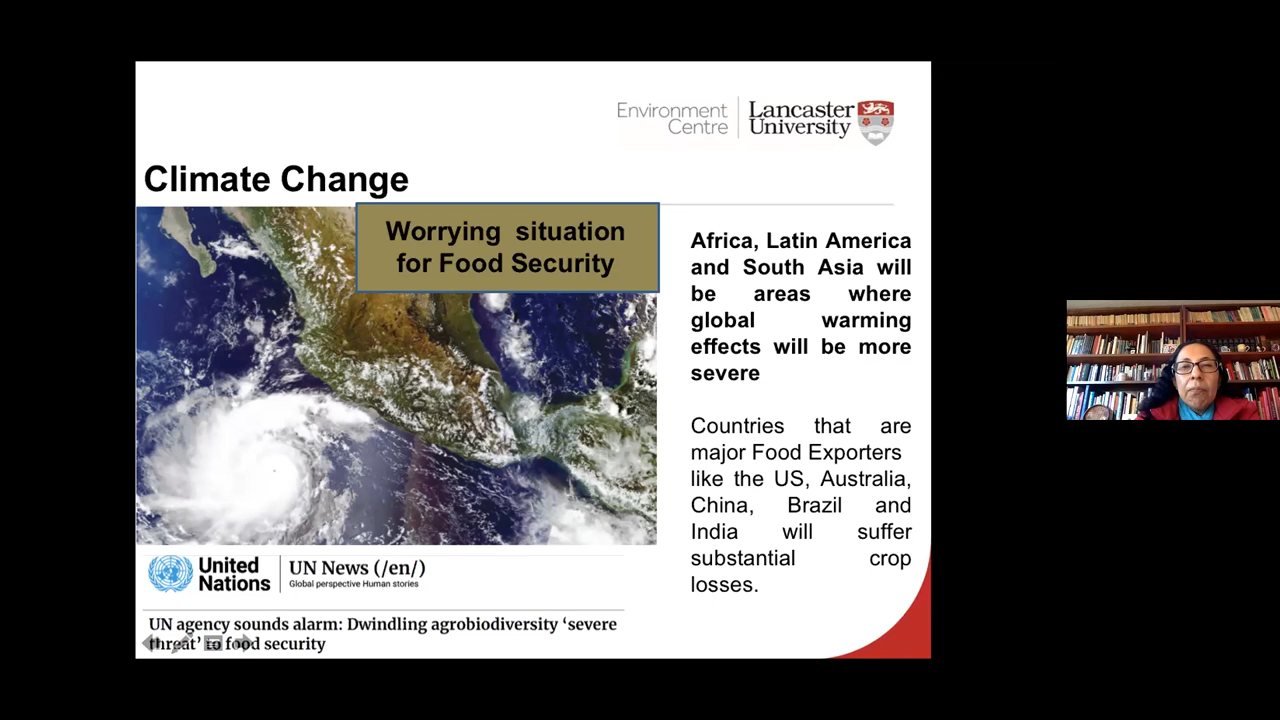 Environment
Centre
Lancaster
University
Climate Change
Worrying situation
for Food Security
Africa, Latin America
and South Asia will
be areas where
global warming
effects will be more
severe
Countries that are
major Food Exporters
like the US, Australia,
China, Brazil and
India will suffer
substantial crop
losses.
United
Nations
UN News (/en/)
Global perspective Human stories
UN agency sounds alarm: Dwindling agrobiodiversity ‘severe
threat’ to food security